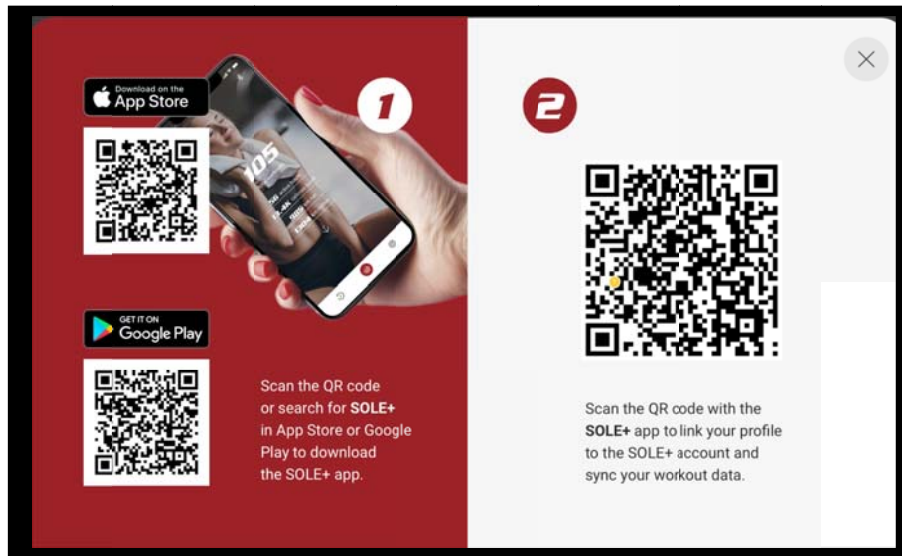 Download on the
App Store
1
105
GET IT ON
Google Play
Scan the QR code
or search for SOLE+
in App Store or Google
Play to download
the SOLE+ app.
2
Scan the QR code with the
SOLE+ app to link your profile
to the SOLE+ account and
sync your workout data.